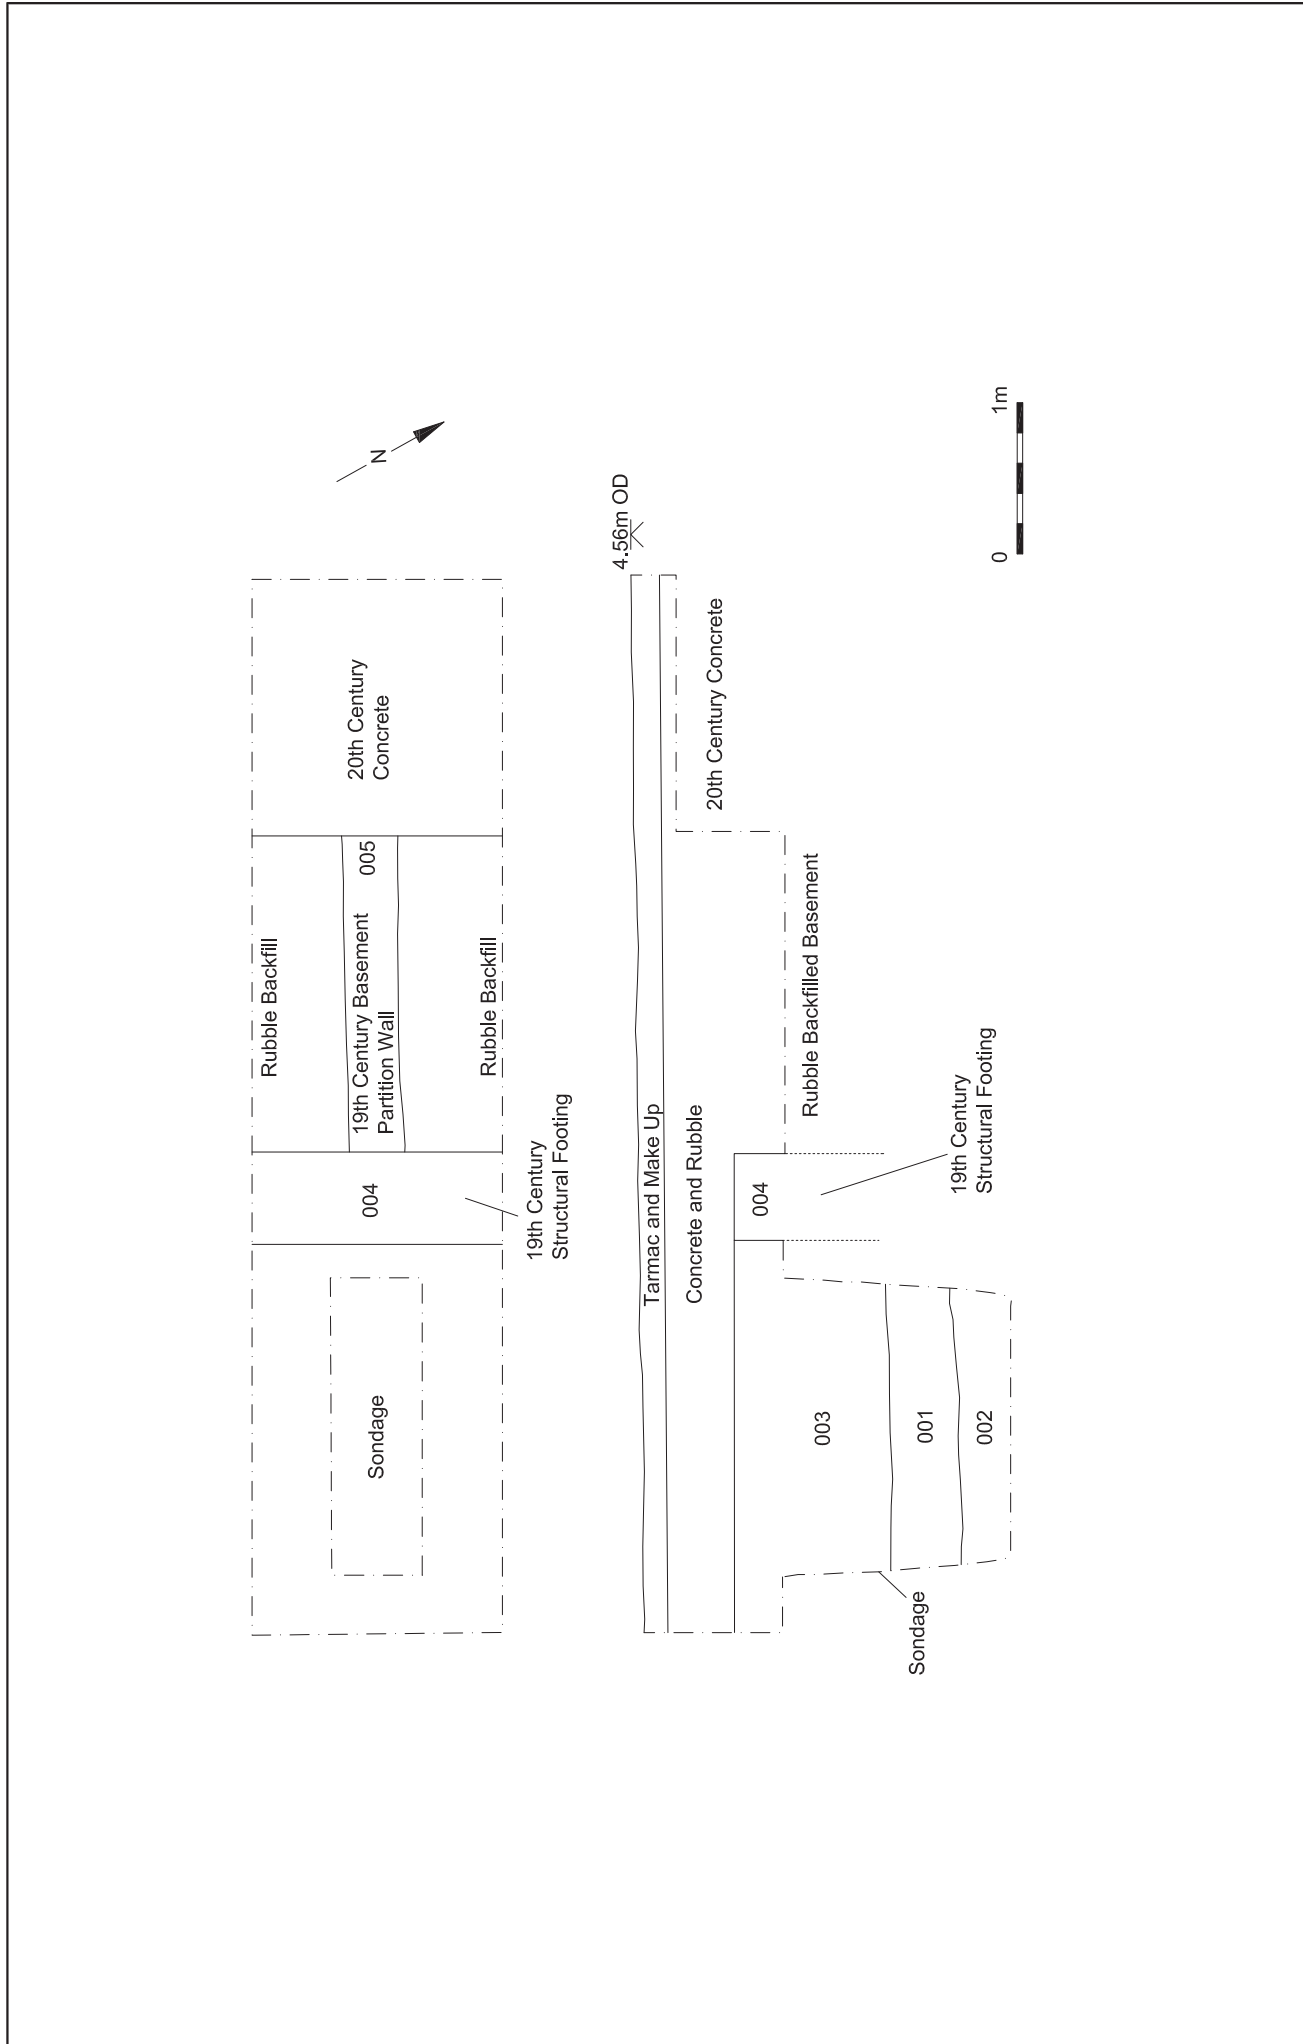 Rubble Backfill
Sondage
004
19th Century Basement
Partition Wall
005
20th Century
Concrete
N
Rubble Backfill
19th Century
Structural Footing
4.56m OD
Tarmac and Make Up
Concrete and Rubble
20th Century Concrete
004
Rubble Backfilled Basement
003
001
002
Sondage
19th Century
Structural Footing
0
1m